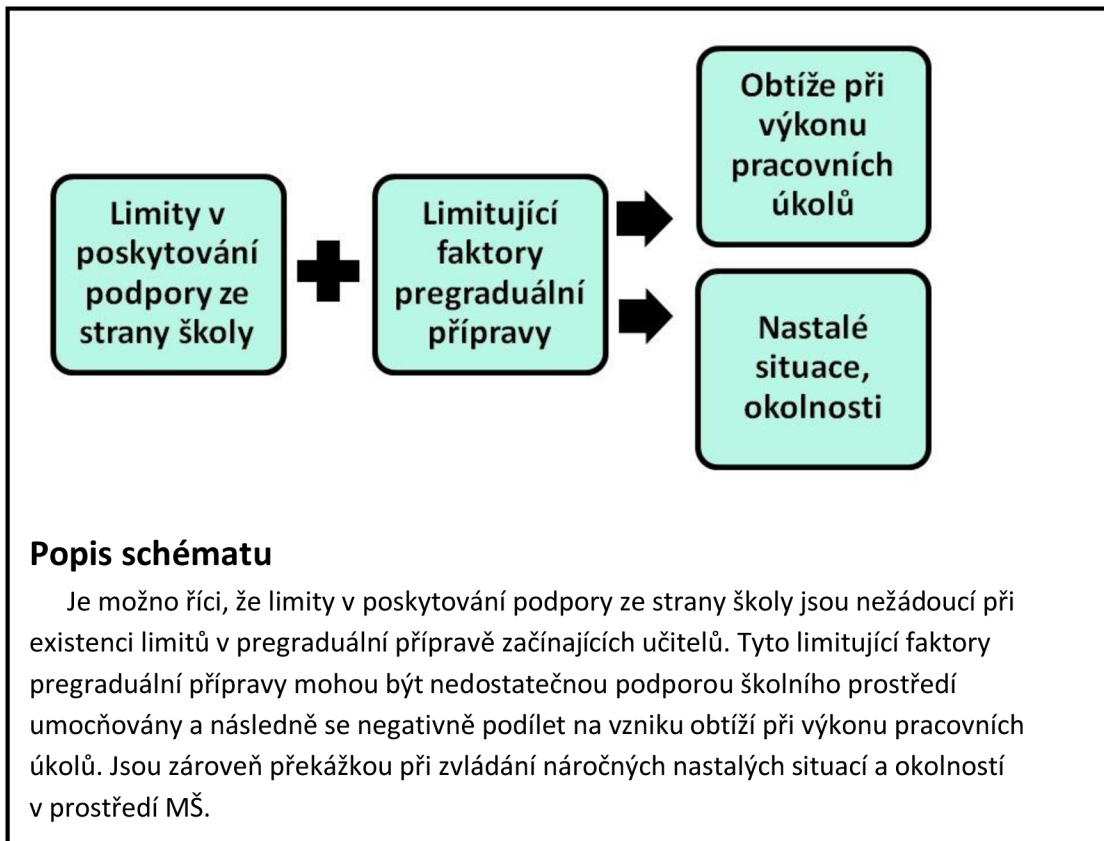 Limity v
poskytování
podpory ze
strany školy
Limitující
faktory
pregraduální
přípravy
Obtíže při
výkonu
pracovních
úkolů
Nastalé
situace,
okolnosti
Popis schématu
Je možno říci, že limity v poskytování podpory ze strany školy jsou nežádoucí při
existenci limitů v pregraduální přípravě začínajících učitelů. Tyto limitující faktory
pregraduální přípravy mohou být nedostatečnou podporou školního prostředí
umocňovány a následně se negativně podílet na vzniku obtíží při výkonu pracovních
úkolů. Jsou zároveň překážkou při zvládání náročných nastalých situací a okolností
v prostředí MŠ.